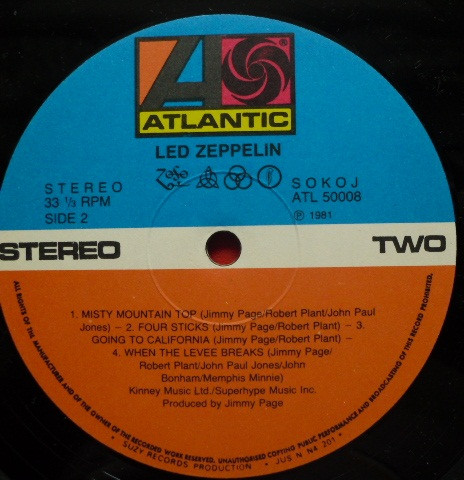 ATLANTIC
LED ZEPPELIN
STEREO
33 ⅓ RPM
SIDE 2
SOKOJ
ATL 50008
℗ 1981
STEREO
TWO
1. MISTY MOUNTAIN TOP (Jimmy Page/Robert Plant/John Paul
Jones) – 2. FOUR STICKS (Jimmy Page/Robert Plant) – 3.
GOING TO CALIFORNIA (Jimmy Page/Robert Plant) –
4. WHEN THE LEVEE BREAKS (Jimmy Page/
Robert Plant/John Paul Jones/John
Bonham/Memphis Minnie)
Kinney Music Ltd./Superhype Music Inc.
Produced by Jimmy Page
ALL RIGHTS OF THE MANUFACTURER AND OF THE OWNER OF THE RECORDED WORK RESERVED. UNAUTHORISED COPYING PUBLIC PERFORMANCE AND BROADCASTING OF THIS RECORD PROHIBITED.
• SUZY RECORDS PRODUCTION • JUS N N4 201 •